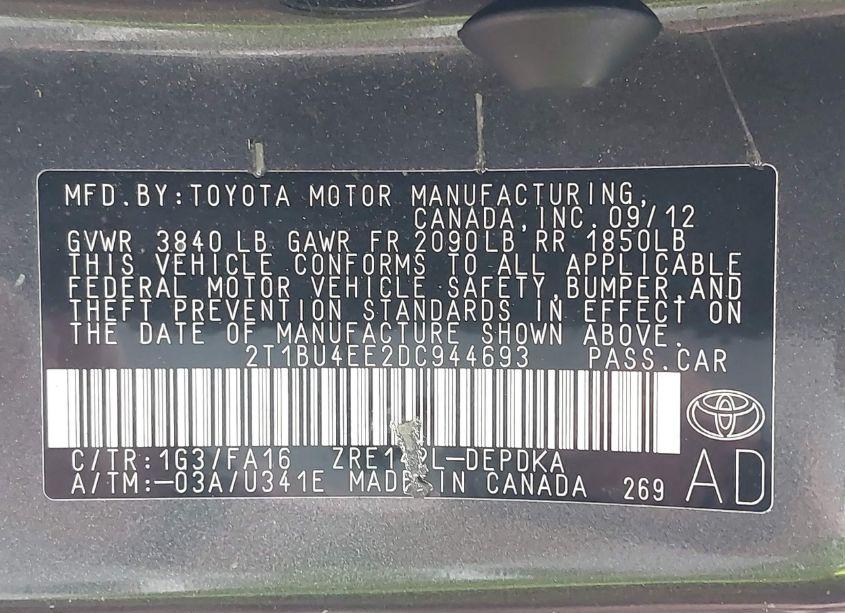 MFD.BY:TOYOTA MOTOR MANUFACTURING,
CANADA,INC.09/12
GVWR 3840 LB GAWR FR 2090LB RR 1850LB
THIS VEHICLE CONFORMS TO ALL APPLICABLE
FEDERAL MOTOR VEHICLE SAFETY,BUMPER,AND
THEFT PREVENTION STANDARDS IN EFFECT ON
THE DATE OF MANUFACTURE SHOWN ABOVE.
2T1BU4EE2DC944693 PASS.CAR
C/TR:1G3/FA16 -DEPDKA
A/TM:-03A/U341E MADE IN CANADA 269 AD